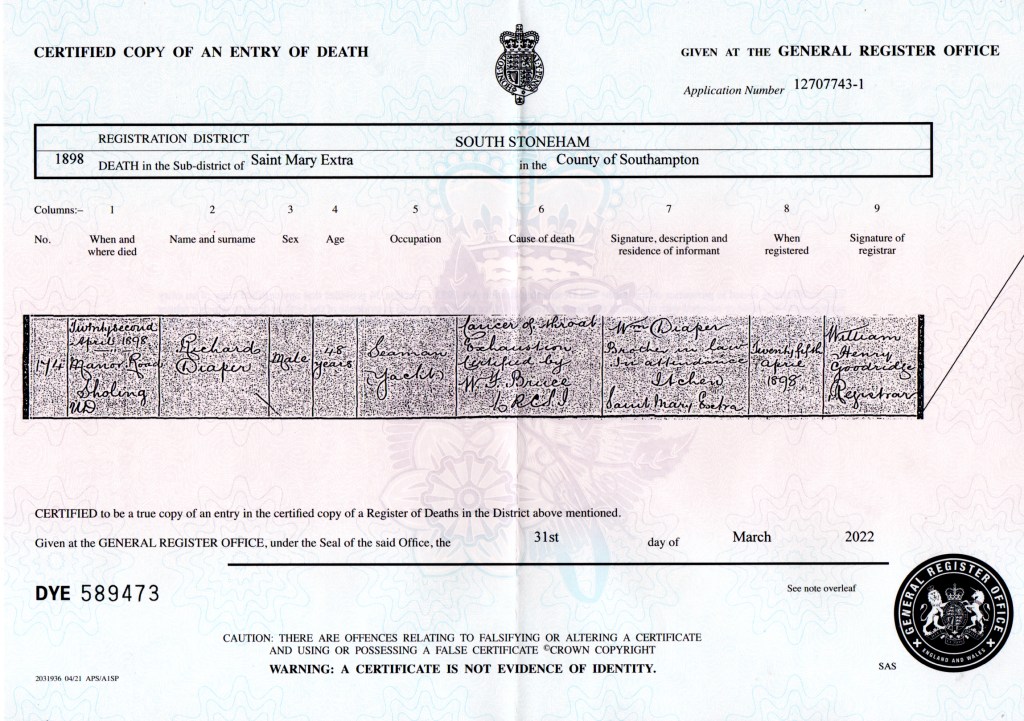 CERTIFIED COPY OF AN ENTRY OF DEATH
GIVEN AT THE GENERAL REGISTER OFFICE
Application Number 12707743-1
REGISTRATION DISTRICT SOUTH STONEHAM
1898 DEATH in the Sub-district of Saint Mary Extra in the County of Southampton
Columns:– 1 2 3 4 5 6 7 8 9
No. When and where died Name and surname Sex Age Occupation Cause of death Signature, description and residence of informant When registered Signature of registrar
174
Twenty second
April 1898
Manor Road
Sholing
UD
Richard
Diaper
Male
48
years
Seaman
(Yacht)
Cancer of throat
Exhaustion
Certified by
W. F. Bruce
LRCSI
Wm Diaper
Brother in law
In attendance
Itchen
Saint Mary Extra
Twenty fifth
April
1898
William
Henry
Goodridge
Registrar
CERTIFIED to be a true copy of an entry in the certified copy of a Register of Deaths in the District above mentioned.
Given at the GENERAL REGISTER OFFICE, under the Seal of the said Office, the 31st day of March 2022
DYE 589473
See note overleaf
GENERAL REGISTER OFFICE
ENGLAND AND WALES
CAUTION: THERE ARE OFFENCES RELATING TO FALSIFYING OR ALTERING A CERTIFICATE
AND USING OR POSSESSING A FALSE CERTIFICATE ©CROWN COPYRIGHT
WARNING: A CERTIFICATE IS NOT EVIDENCE OF IDENTITY.
SAS
2031936 04/21 APS/A1SP